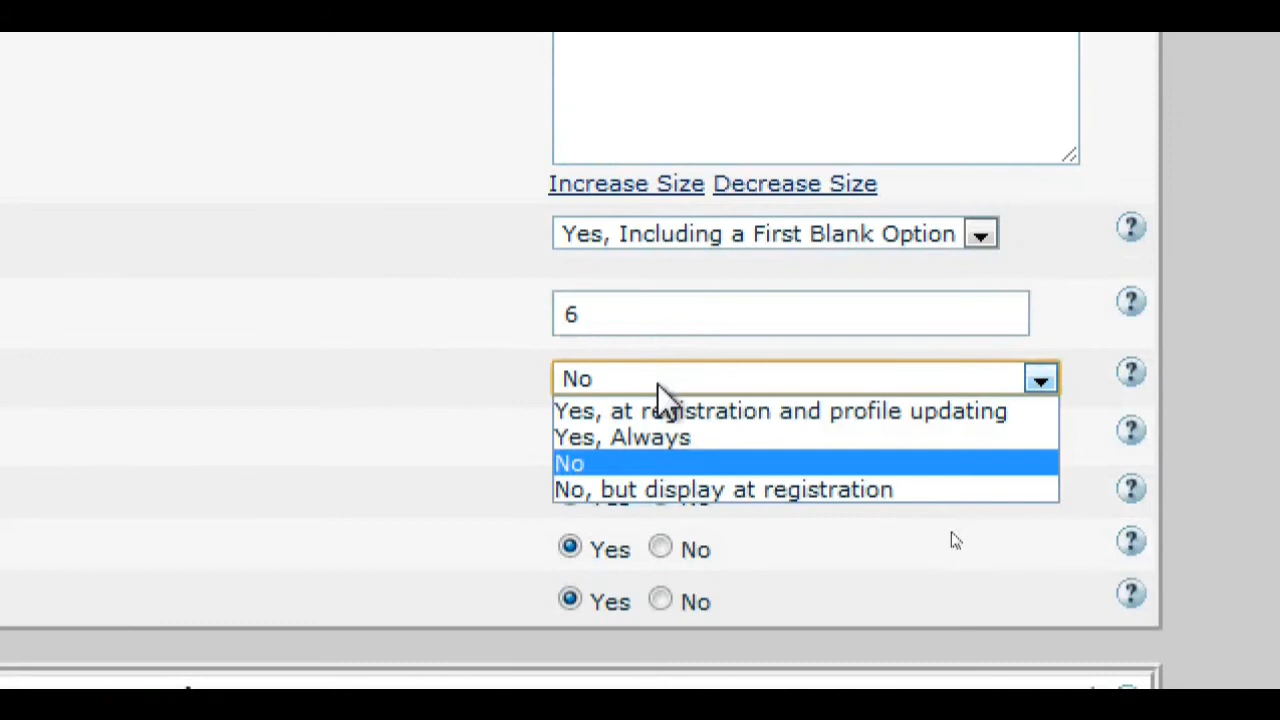 Increase Size Decrease Size
Yes, Including a First Blank Option
6
No
Yes, at registration and profile updating
Yes, Always
No
No, but display at registration
Yes No
Yes No